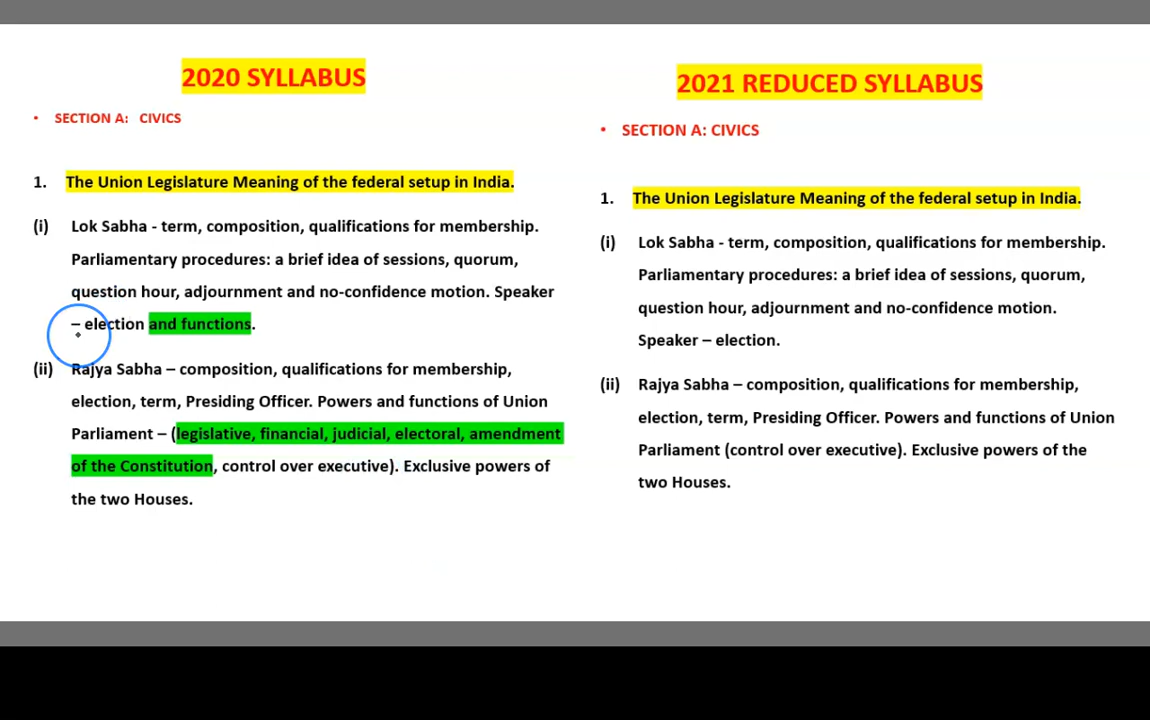 2020 SYLLABUS
• SECTION A: CIVICS
1. The Union Legislature Meaning of the federal setup in India.
(i) Lok Sabha - term, composition, qualifications for membership.
Parliamentary procedures: a brief idea of sessions, quorum,
question hour, adjournment and no-confidence motion. Speaker
– election and functions.
(ii) Rajya Sabha – composition, qualifications for membership,
election, term, Presiding Officer. Powers and functions of Union
Parliament – (legislative, financial, judicial, electoral, amendment
of the Constitution, control over executive). Exclusive powers of
the two Houses.
2021 REDUCED SYLLABUS
• SECTION A: CIVICS
1. The Union Legislature Meaning of the federal setup in India.
(i) Lok Sabha - term, composition, qualifications for membership.
Parliamentary procedures: a brief idea of sessions, quorum,
question hour, adjournment and no-confidence motion.
Speaker – election.
(ii) Rajya Sabha – composition, qualifications for membership,
election, term, Presiding Officer. Powers and functions of Union
Parliament (control over executive). Exclusive powers of the
two Houses.